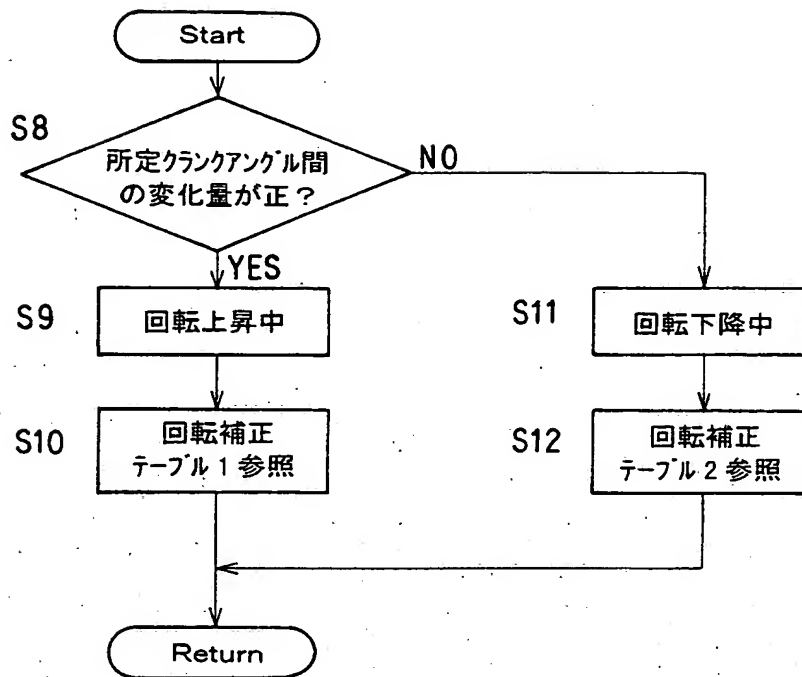 Start
S8
所定クランクアングル間
の変化量が正？
NO
YES
S9
回転上昇中
S10
回転補正
テーブル1参照
S11
回転下降中
S12
回転補正
テーブル2参照
Return